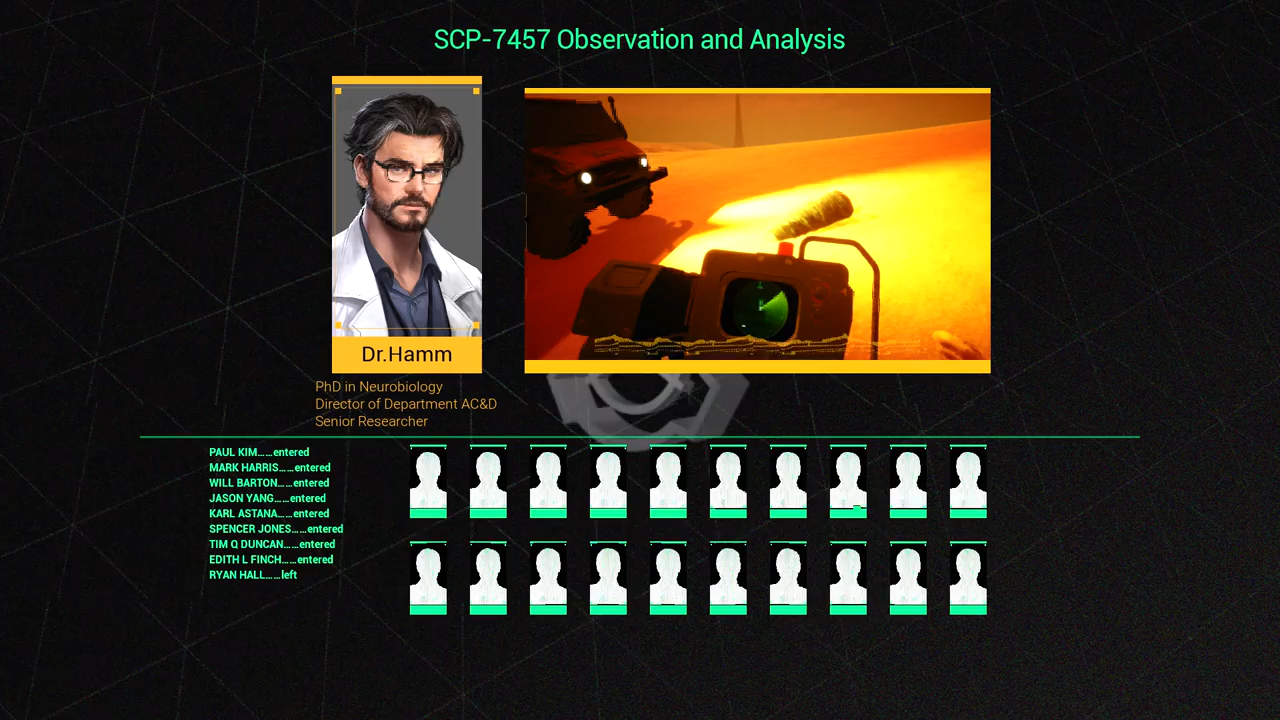 SCP-7457 Observation and Analysis
Dr.Hamm
PhD in Neurobiology
Director of Department AC&D
Senior Researcher
PAUL KIM......entered
MARK HARRIS......entered
WILL BARTON......entered
JASON YANG......entered
KARL ASTANA......entered
SPENCER JONES......entered
TIM Q DUNCAN......entered
EDITH L FINCH......entered
RYAN HALL......left